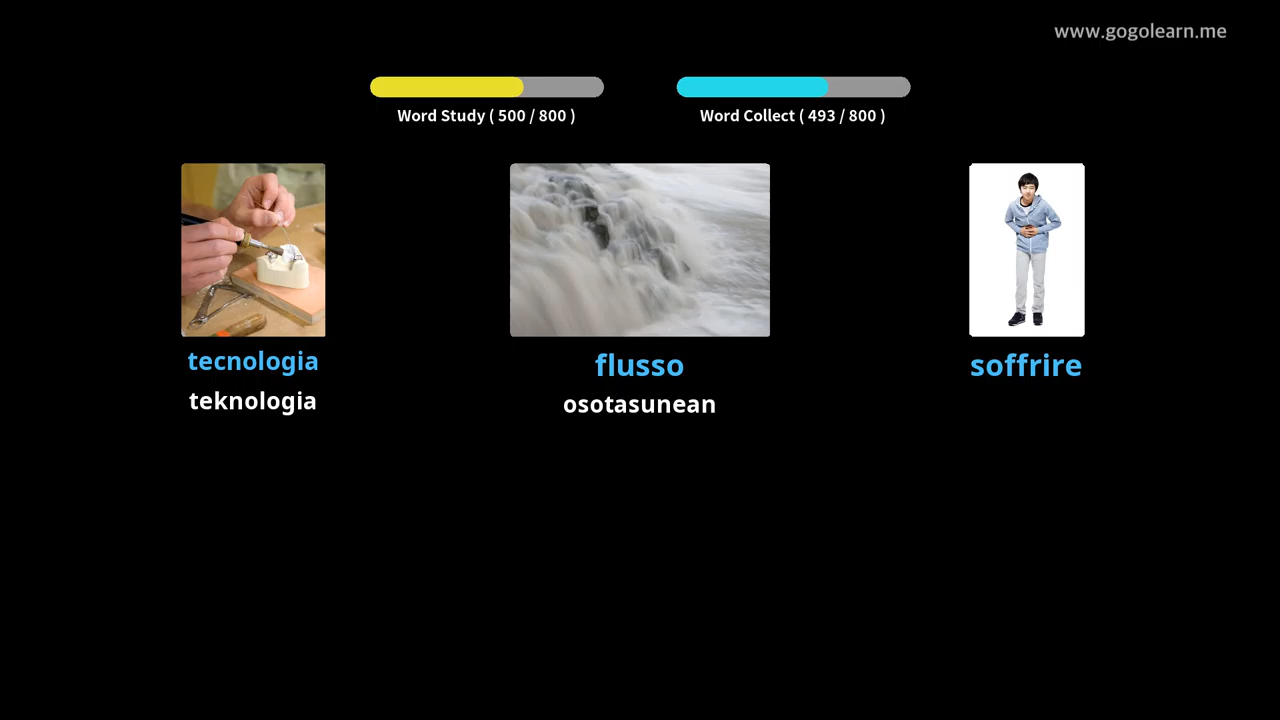 www.gogolearn.me
Word Study ( 500 / 800 )
Word Collect ( 493 / 800 )
tecnologia
teknologia
flusso
osotasunean
soffrire